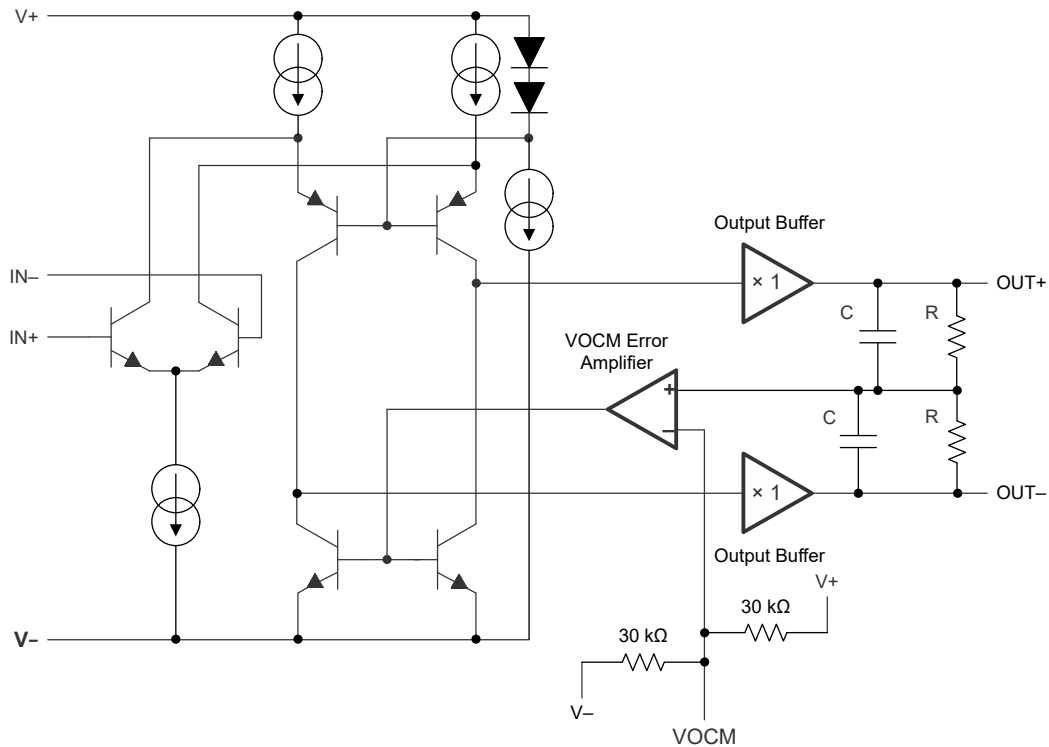 V+
Output Buffer
× 1
OUT+
C
R
IN–
IN+
VOCM Error
Amplifier
+
–
C
R
× 1
OUT–
Output Buffer
V+
30 kΩ
30 kΩ
V–
V–
VOCM